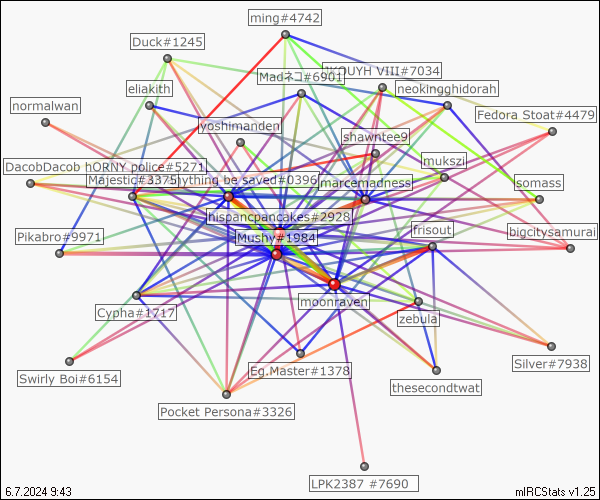 ming#4742
Duck#1245
Madネコ#6901
JKOUYH VIII#7034
eliakith
neokingghidorah
normalwan
Fedora Stoat#4479
yoshimanden
shawntee9
mukszi
DacobDacob hORNY police#5271
Majestic#3375
ything be saved#0396
marcemadness
somass
hispancpancakes#2928
frisout
bigcitysamurai
Pikabro#9971
Mushy#1984
moonraven
Cypha#1717
zebula
Silver#7938
Swirly Boi#6154
Eg.Master#1378
thesecondtwat
Pocket Persona#3326
LPK2387 #7690
6.7.2024 9:43
mIRCStats v1.25